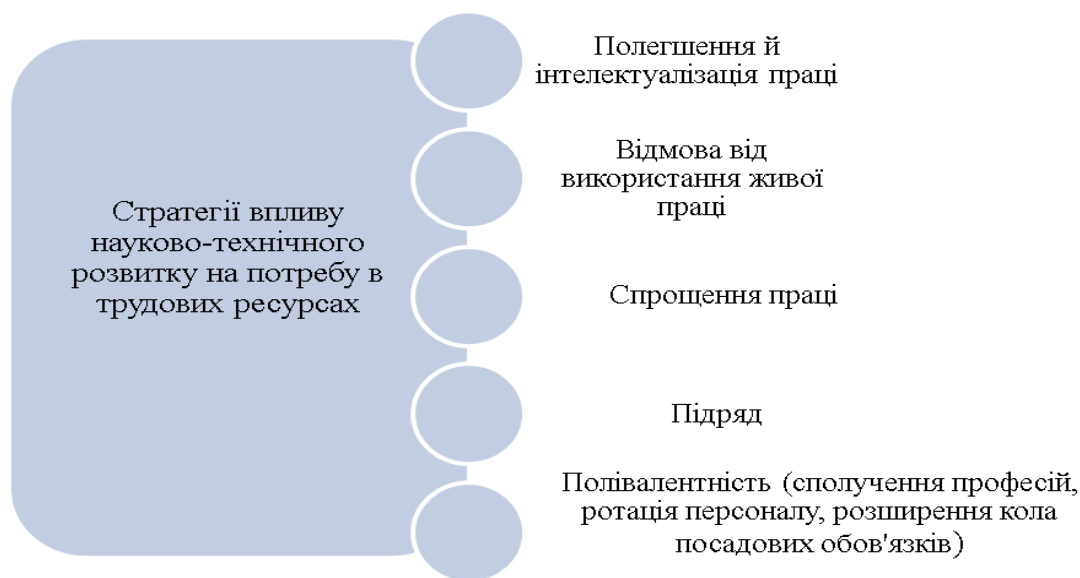 Стратегії впливу
науково-технічного
розвитку на потребу в
трудових ресурсах
Полегшення й
інтелектуалізація праці
Відмова від
використання живої
праці
Спрощення праці
Підряд
Полівалентність (сполучення професій,
ротація персоналу, розширення кола
посадових обов'язків)